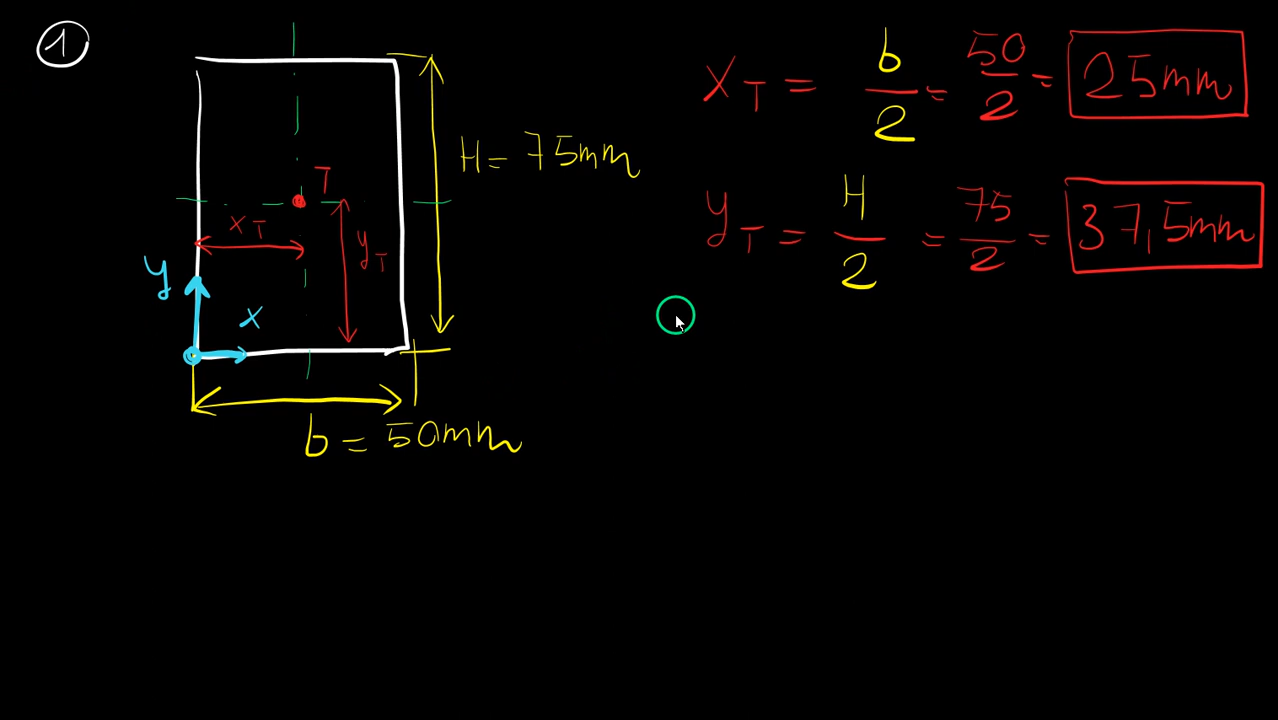 1
x_T = b/2 = 50/2 = 25mm
H = 75mm
y_T = H/2 = 75/2 = 37,5mm
T
x_T
y_T
y
x
b = 50mm